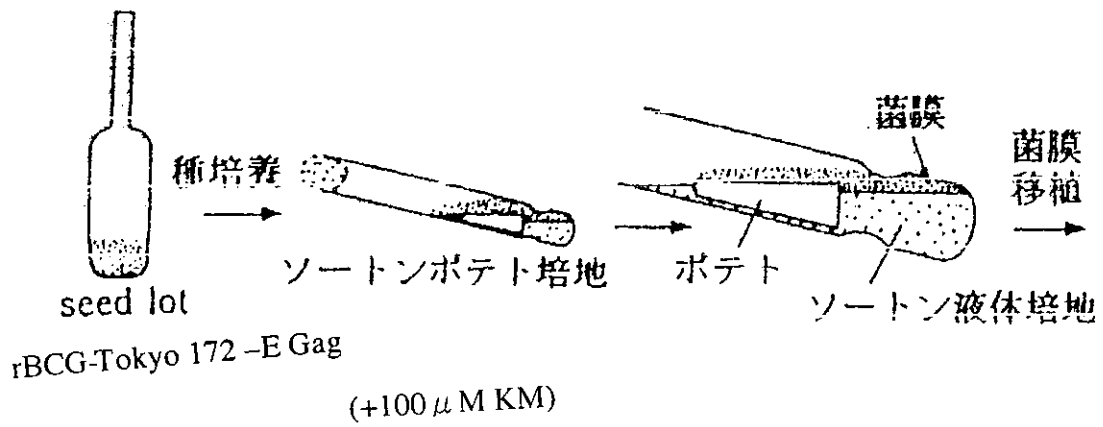 種培養
菌膜
菌膜
移植
ソートンポテト培地
ポテト
ソートン液体培地
seed lot
rBCG-Tokyo 172 –E Gag
(+100 μM KM)